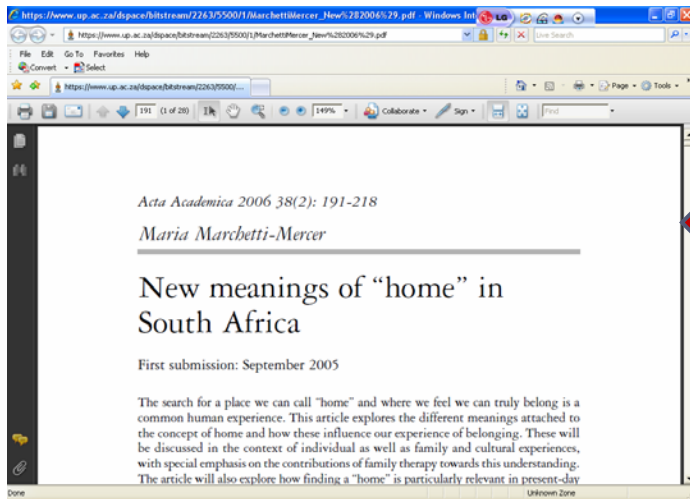 https://www.up.ac.za/dspace/bitstream/2263/5500/1/MarchettiMercer_New%282006%29.pdf - Windows Int
LG
https://www.up.ac.za/dspace/bitstream/2263/5500/1/MarchettiMercer_New%282006%29.pdf
Live Search
File Edit Go To Favorites Help
Convert Select
https://www.up.ac.za/dspace/bitstream/2263/5500/...
Page Tools
191 (1 of 28) 149% Collaborate Sign Find
Acta Academica 2006 38(2): 191-218
Maria Marchetti-Mercer
New meanings of “home” in
South Africa
First submission: September 2005
The search for a place we can call “home” and where we feel we can truly belong is a
common human experience. This article explores the different meanings attached to
the concept of home and how these influence our experience of belonging. These will
be discussed in the context of individual as well as family and cultural experiences,
with special emphasis on the contributions of family therapy towards this understanding.
The article will also explore how finding a “home” is particularly relevant in present-day
Done Unknown Zone